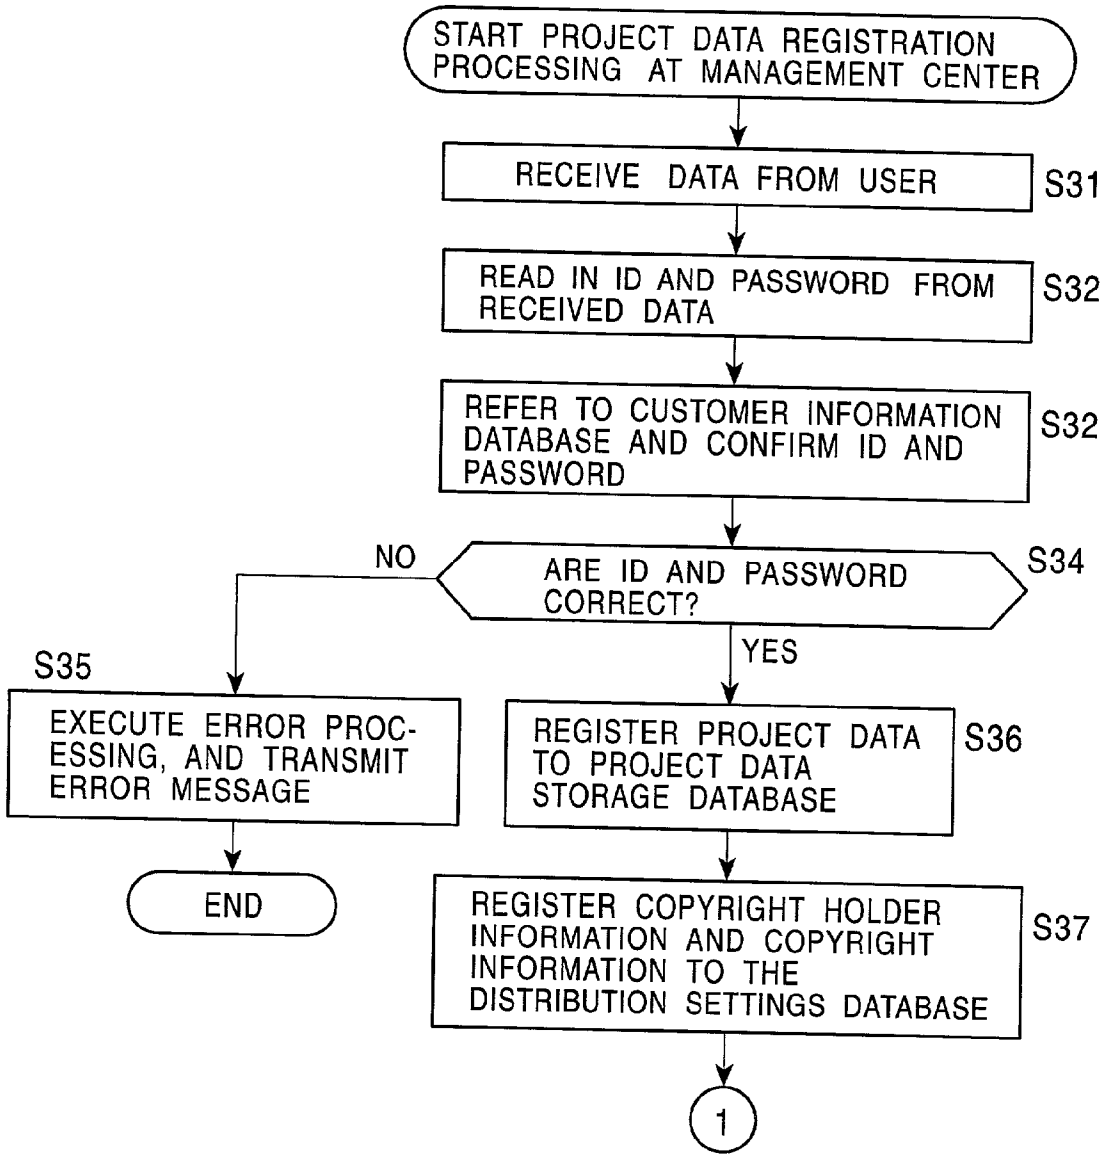 START PROJECT DATA REGISTRATION
PROCESSING AT MANAGEMENT CENTER
RECEIVE DATA FROM USER
S31
READ IN ID AND PASSWORD FROM
RECEIVED DATA
S32
REFER TO CUSTOMER INFORMATION
DATABASE AND CONFIRM ID AND
PASSWORD
S32
ARE ID AND PASSWORD
CORRECT?
S34
NO
YES
S35
EXECUTE ERROR PROC-
ESSING, AND TRANSMIT
ERROR MESSAGE
END
REGISTER PROJECT DATA
TO PROJECT DATA
STORAGE DATABASE
S36
REGISTER COPYRIGHT HOLDER
INFORMATION AND COPYRIGHT
INFORMATION TO THE
DISTRIBUTION SETTINGS DATABASE
S37
1